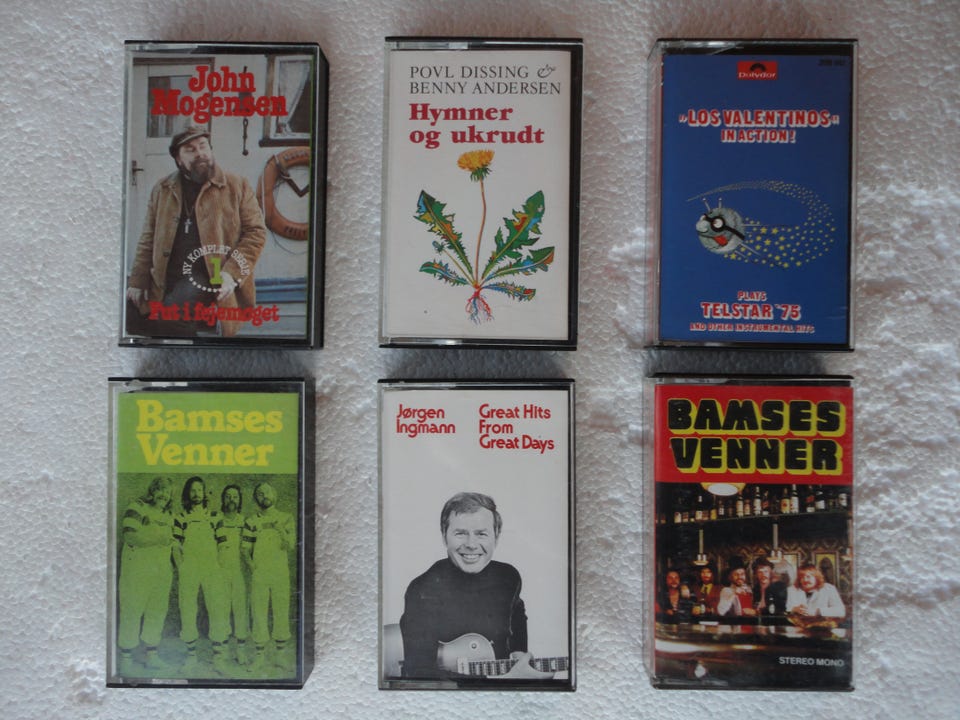 John
Mogensen
NY KOMPLET SERIE
1
Put i fejemøget
POVL DISSING &
BENNY ANDERSEN
Hymner
og ukrudt
Polydor
»LOS VALENTINOS«
IN ACTION!
PLAYS
TELSTAR '75
AND OTHER INSTRUMENTAL HITS
Bamses
Venner
Jørgen
Ingmann
Great Hits
From
Great Days
BAMSES
VENNER
STEREO MONO